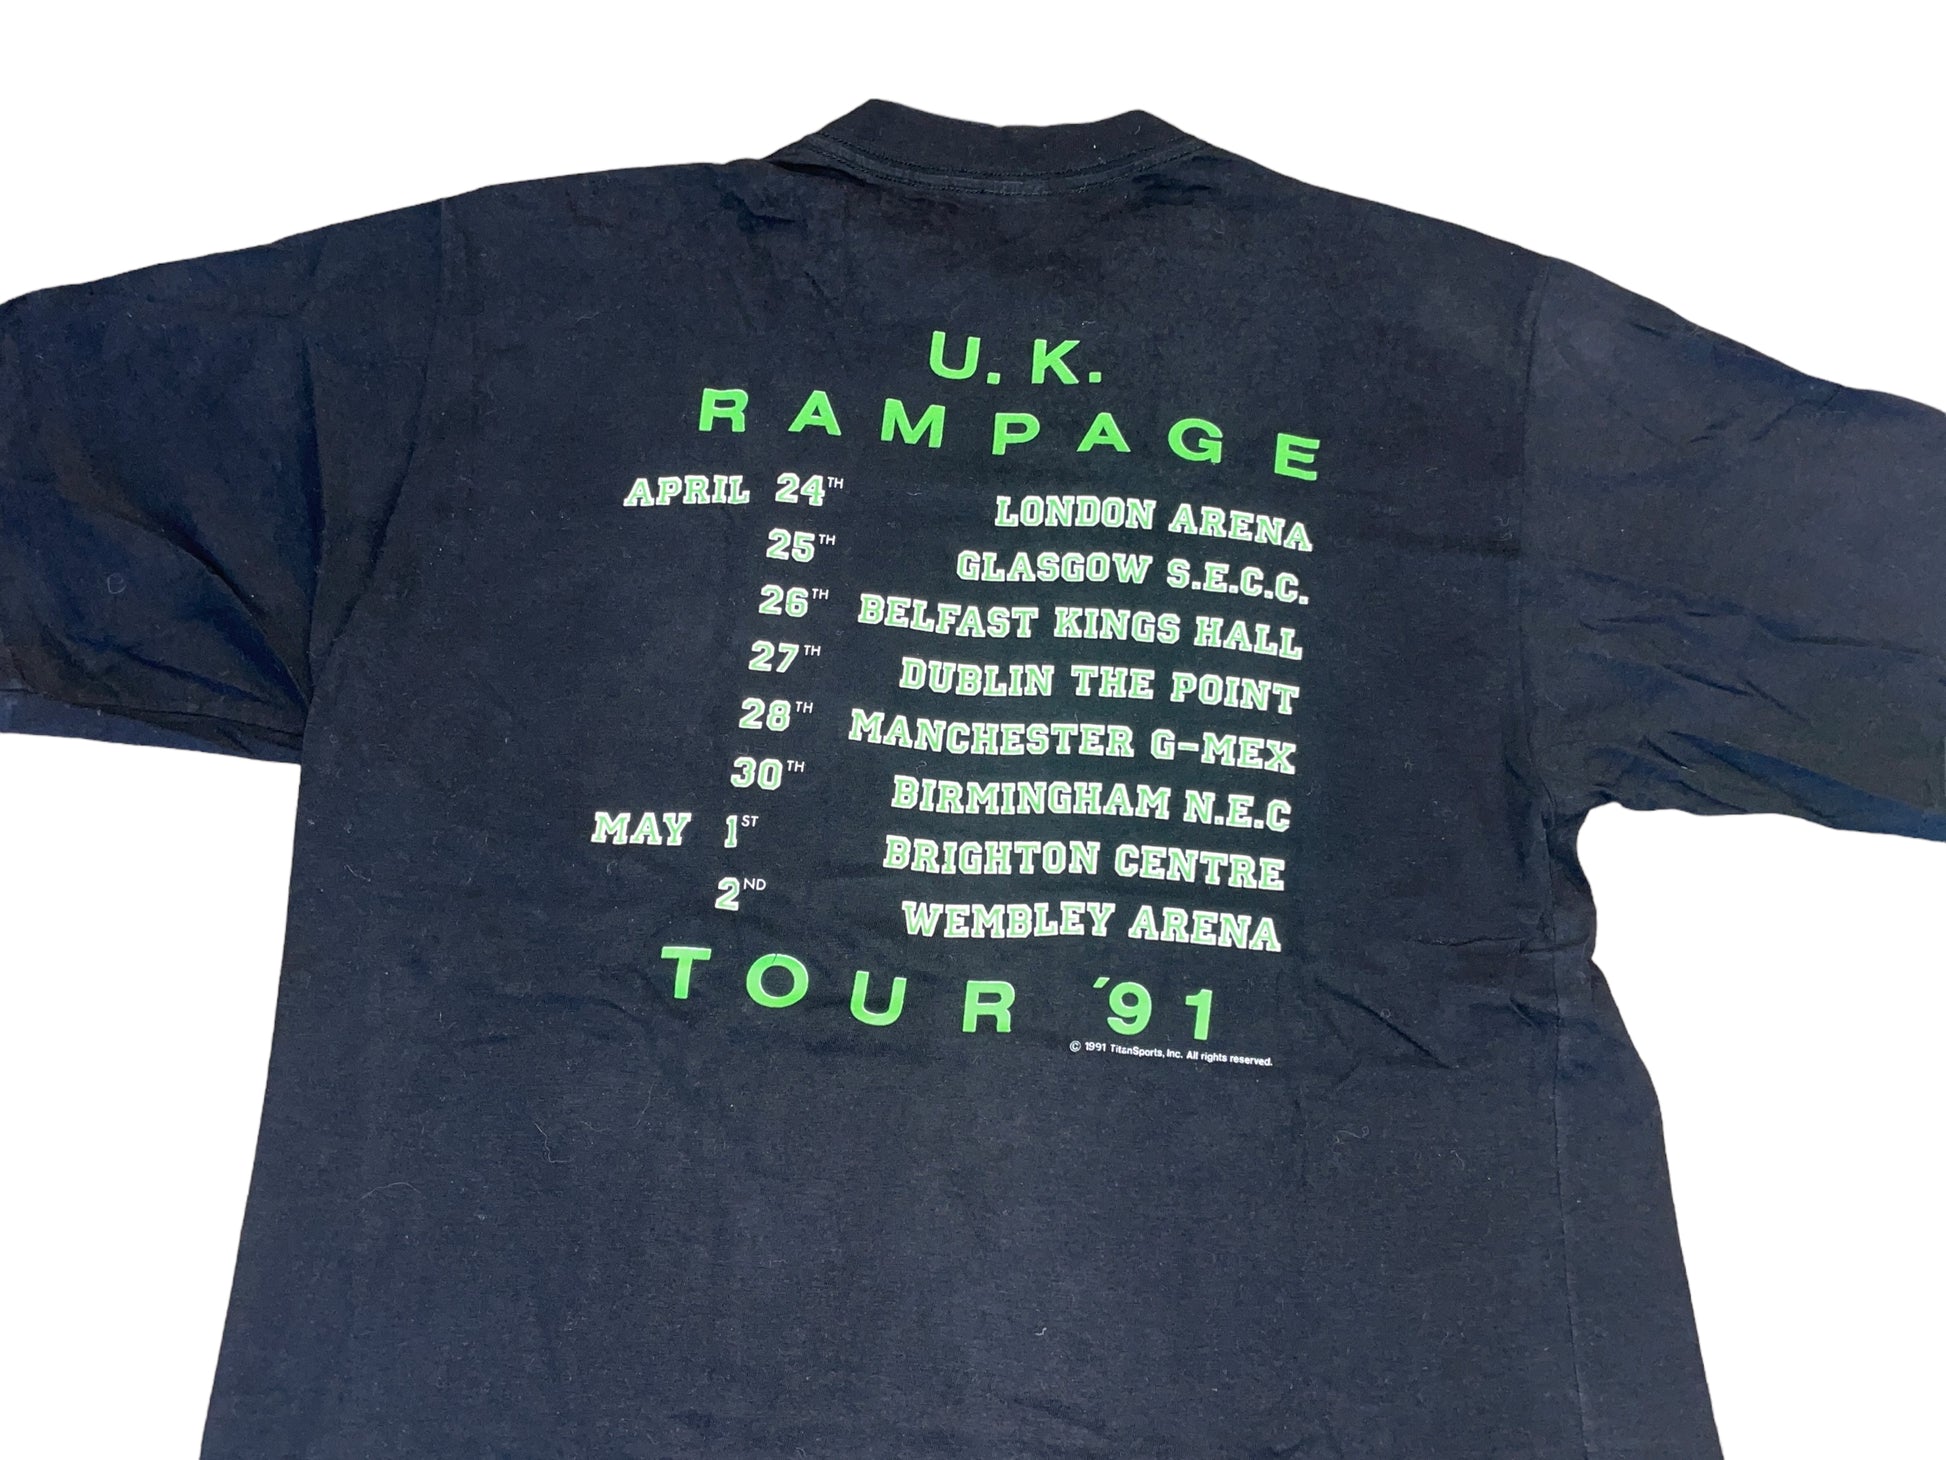 U.K.
RAMPAGE
APRIL 24TH LONDON ARENA
25TH GLASGOW S.E.C.C.
26TH BELFAST KINGS HALL
27TH DUBLIN THE POINT
28TH MANCHESTER G-MEX
30TH BIRMINGHAM N.E.C
MAY 1ST BRIGHTON CENTRE
2ND WEMBLEY ARENA
TOUR '91
© 1991 TitanSports, Inc. All rights reserved.